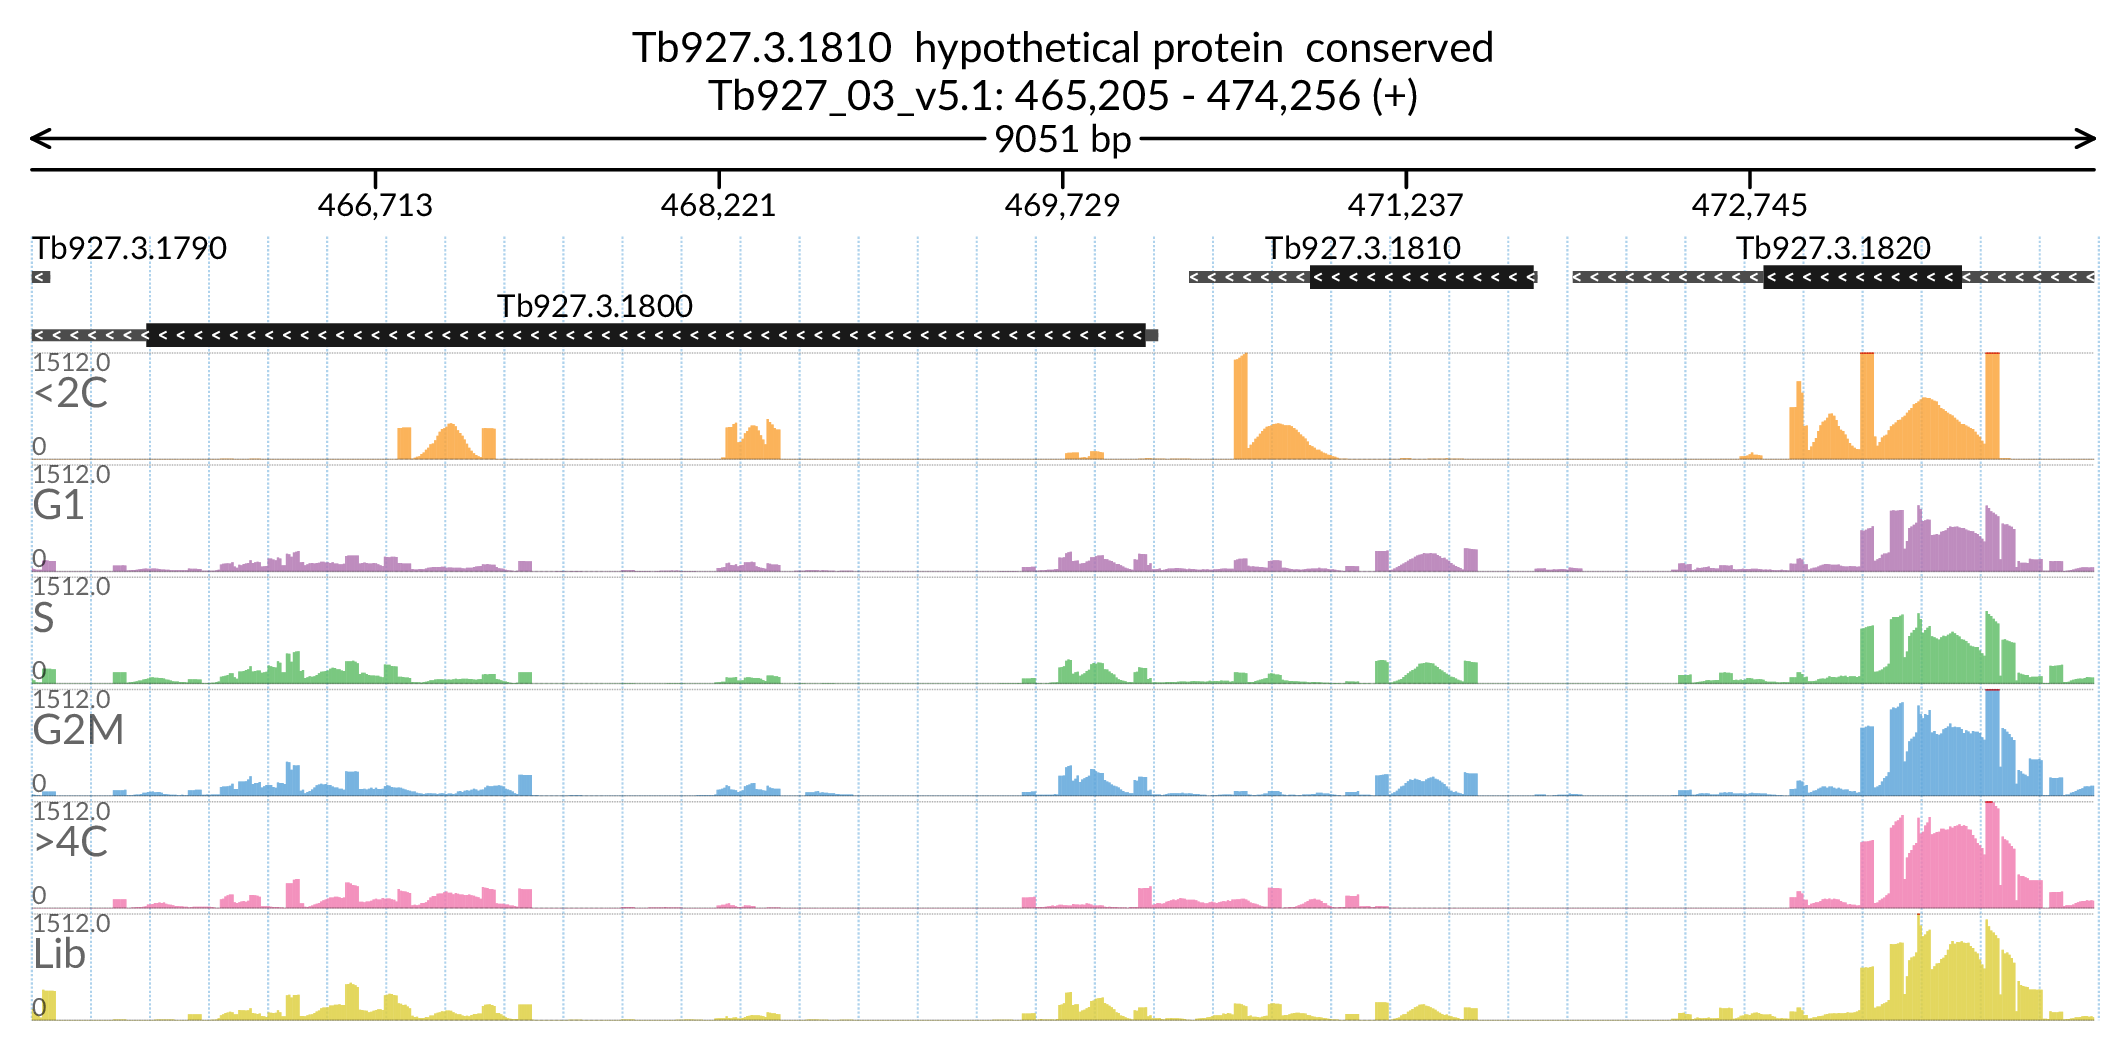 Tb927.3.1810 hypothetical protein conserved
Tb927_03_v5.1: 465,205 - 474,256 (+)
9051 bp
466,713 468,221 469,729 471,237 472,745
Tb927.3.1790 Tb927.3.1810 Tb927.3.1820
Tb927.3.1800
1512.0
<2C
0
1512.0
G1
0
1512.0
S
0
1512.0
G2M
0
1512.0
>4C
0
1512.0
Lib
0